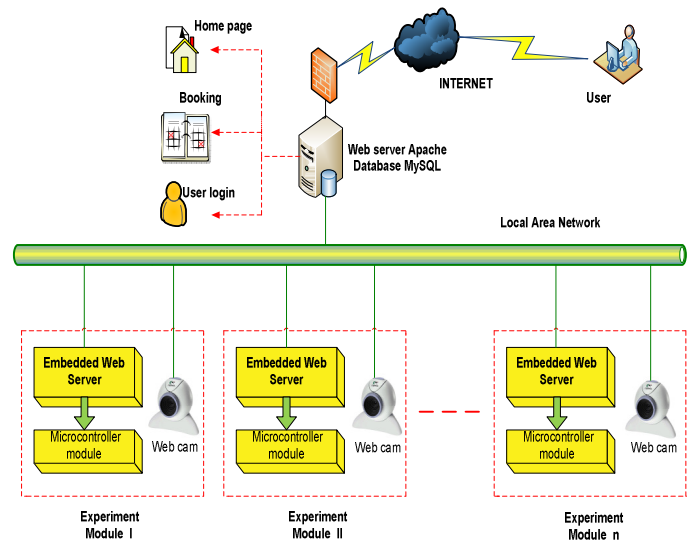 Home page
INTERNET
User
Booking
Web server Apache
Database MySQL
User login
Local Area Network
Embedded Web
Server
Microcontroller
module
Web cam
Embedded Web
Server
Microcontroller
module
Web cam
Embedded Web
Server
Microcontroller
module
Web cam
Experiment
Module I
Experiment
Module II
Experiment
Module n